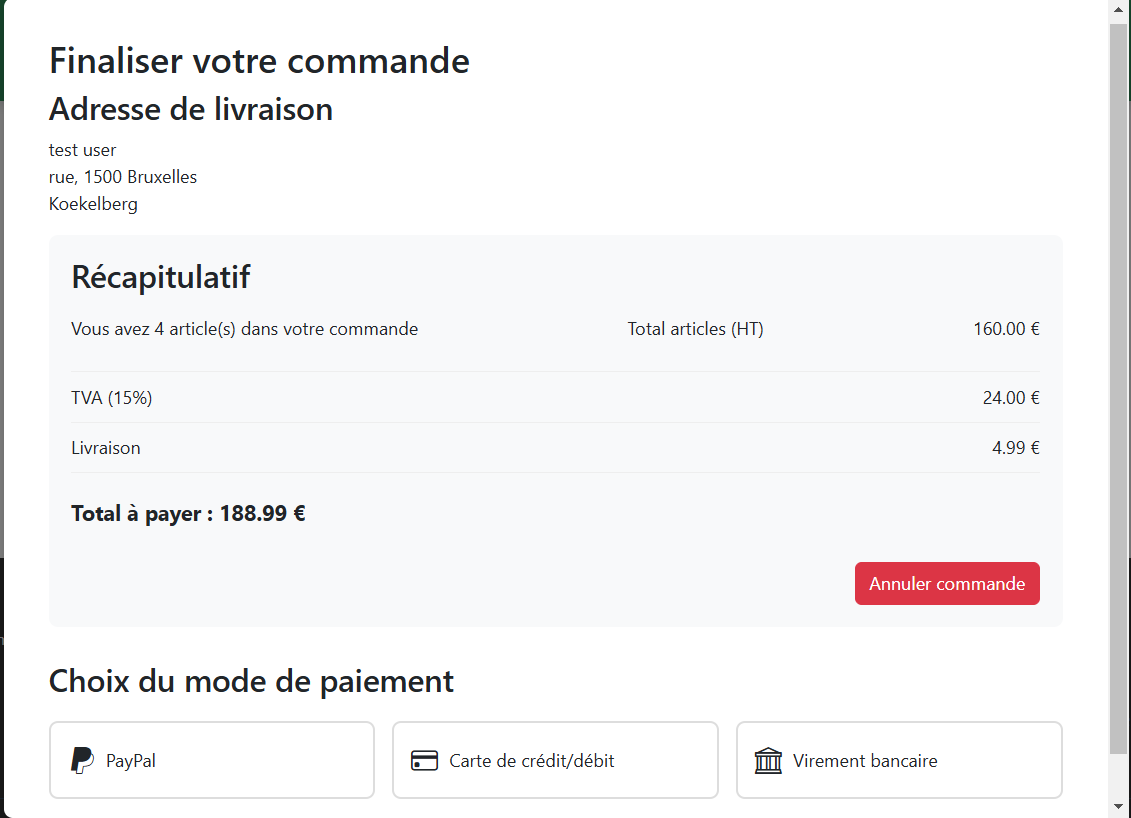 Finaliser votre commande
Adresse de livraison
test user
rue, 1500 Bruxelles
Koekelberg
Récapitulatif
Vous avez 4 article(s) dans votre commande Total articles (HT) 160.00 €
TVA (15%) 24.00 €
Livraison 4.99 €
Total à payer : 188.99 €
Annuler commande
Choix du mode de paiement
PayPal Carte de crédit/débit Virement bancaire